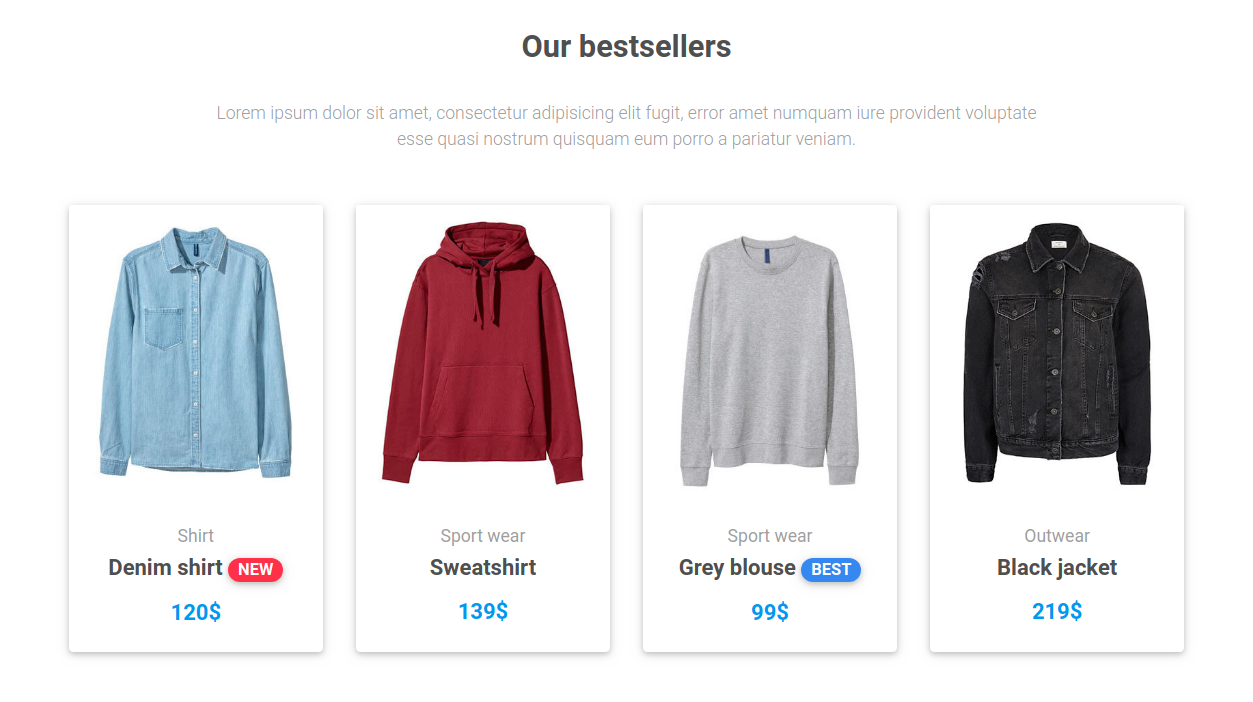 Our bestsellers
Lorem ipsum dolor sit amet, consectetur adipisicing elit fugit, error amet numquam iure provident voluptate
esse quasi nostrum quisquam eum porro a pariatur veniam.
Shirt
Denim shirt NEW
120$
Sport wear
Sweatshirt
139$
Sport wear
Grey blouse BEST
99$
Outwear
Black jacket
219$